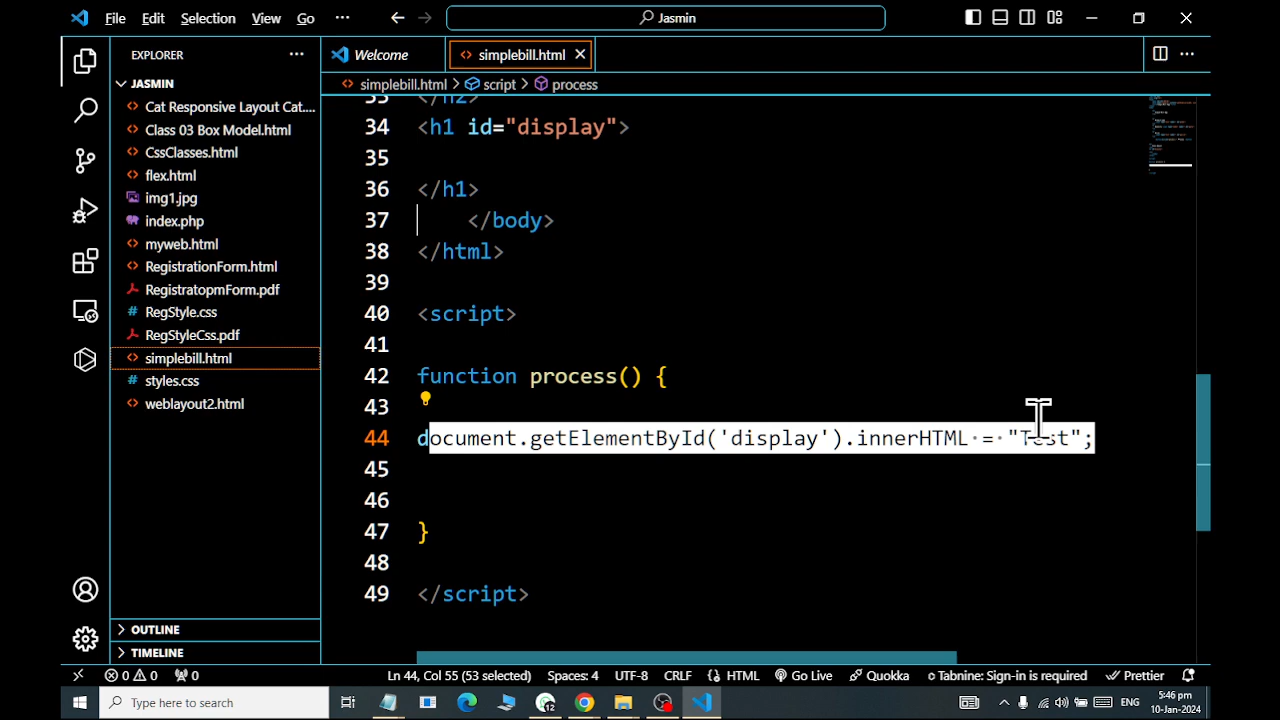 File Edit Selection View Go ··· Jasmin
EXPLORER ···
JASMIN
Cat Responsive Layout Cat....
Class 03 Box Model.html
CssClasses.html
flex.html
img1.jpg
index.php
myweb.html
RegistrationForm.html
RegistratopmForm.pdf
RegStyle.css
RegStyleCss.pdf
simplebill.html
styles.css
weblayout2.html
OUTLINE
TIMELINE
Welcome simplebill.html
simplebill.html > script > process
33 </h2>
34 <h1 id="display">
35
36 </h1>
37 </body>
38 </html>
39
40 <script>
41
42 function process() {
43
44 document.getElementById('display').innerHTML = "Test";
45
46
47 }
48
49 </script>
0 0 0 Ln 44, Col 55 (53 selected) Spaces: 4 UTF-8 CRLF HTML Go Live Quokka Tabnine: Sign-in is required Prettier
Type here to search 12 ENG 5:46 pm
10-Jan-2024